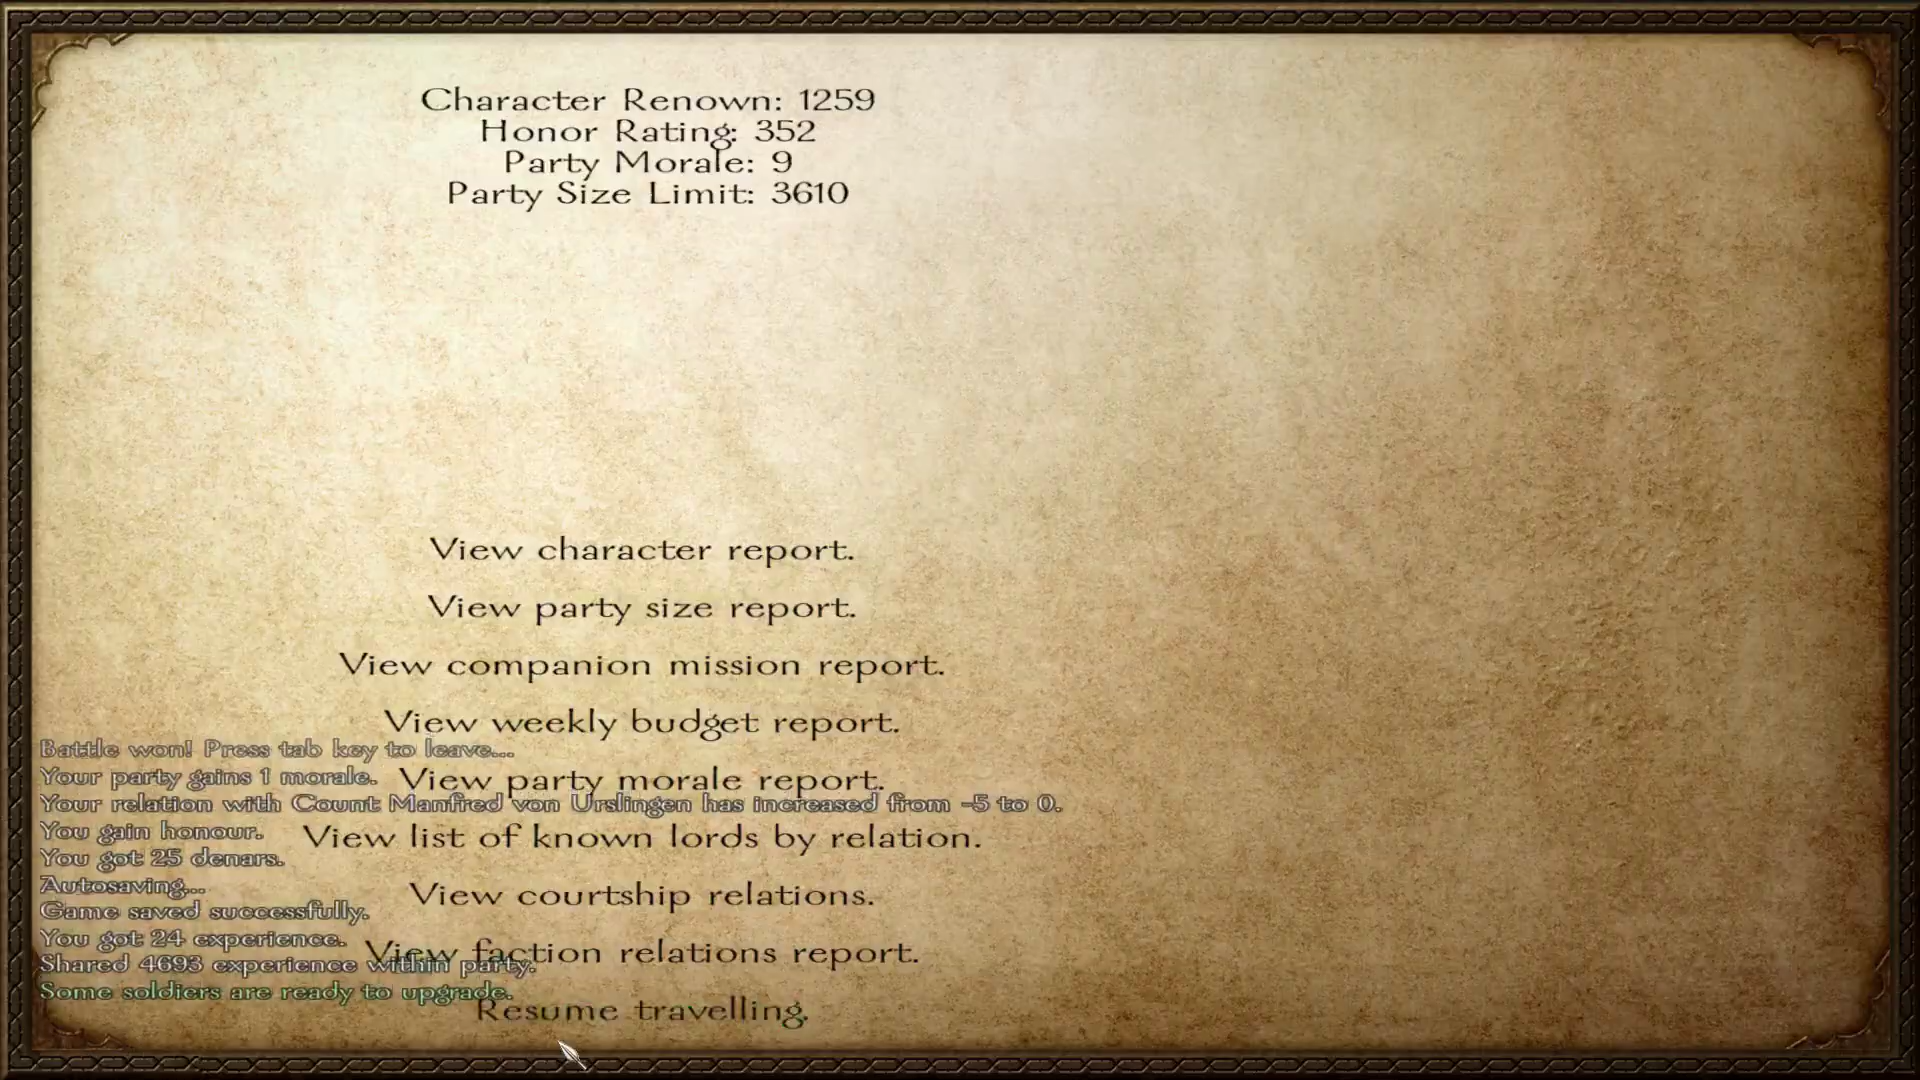 Character Renown: 1259
Honor Rating: 352
Party Morale: 9
Party Size Limit: 3610
View character report.
View party size report.
View companion mission report.
View weekly budget report.
Battle won! Press tab key to leave...
Your party gains 1 morale.
View party morale report.
Your relation with Count Manfred von Urslingen has increased from -5 to 0.
You gain honour.
View list of known lords by relation.
You got 25 denars.
Autosaving...
View courtship relations.
Game saved successfully.
You got 24 experience.
View faction relations report.
Shared 4693 experience within party.
Some soldiers are ready to upgrade.
Resume travelling.